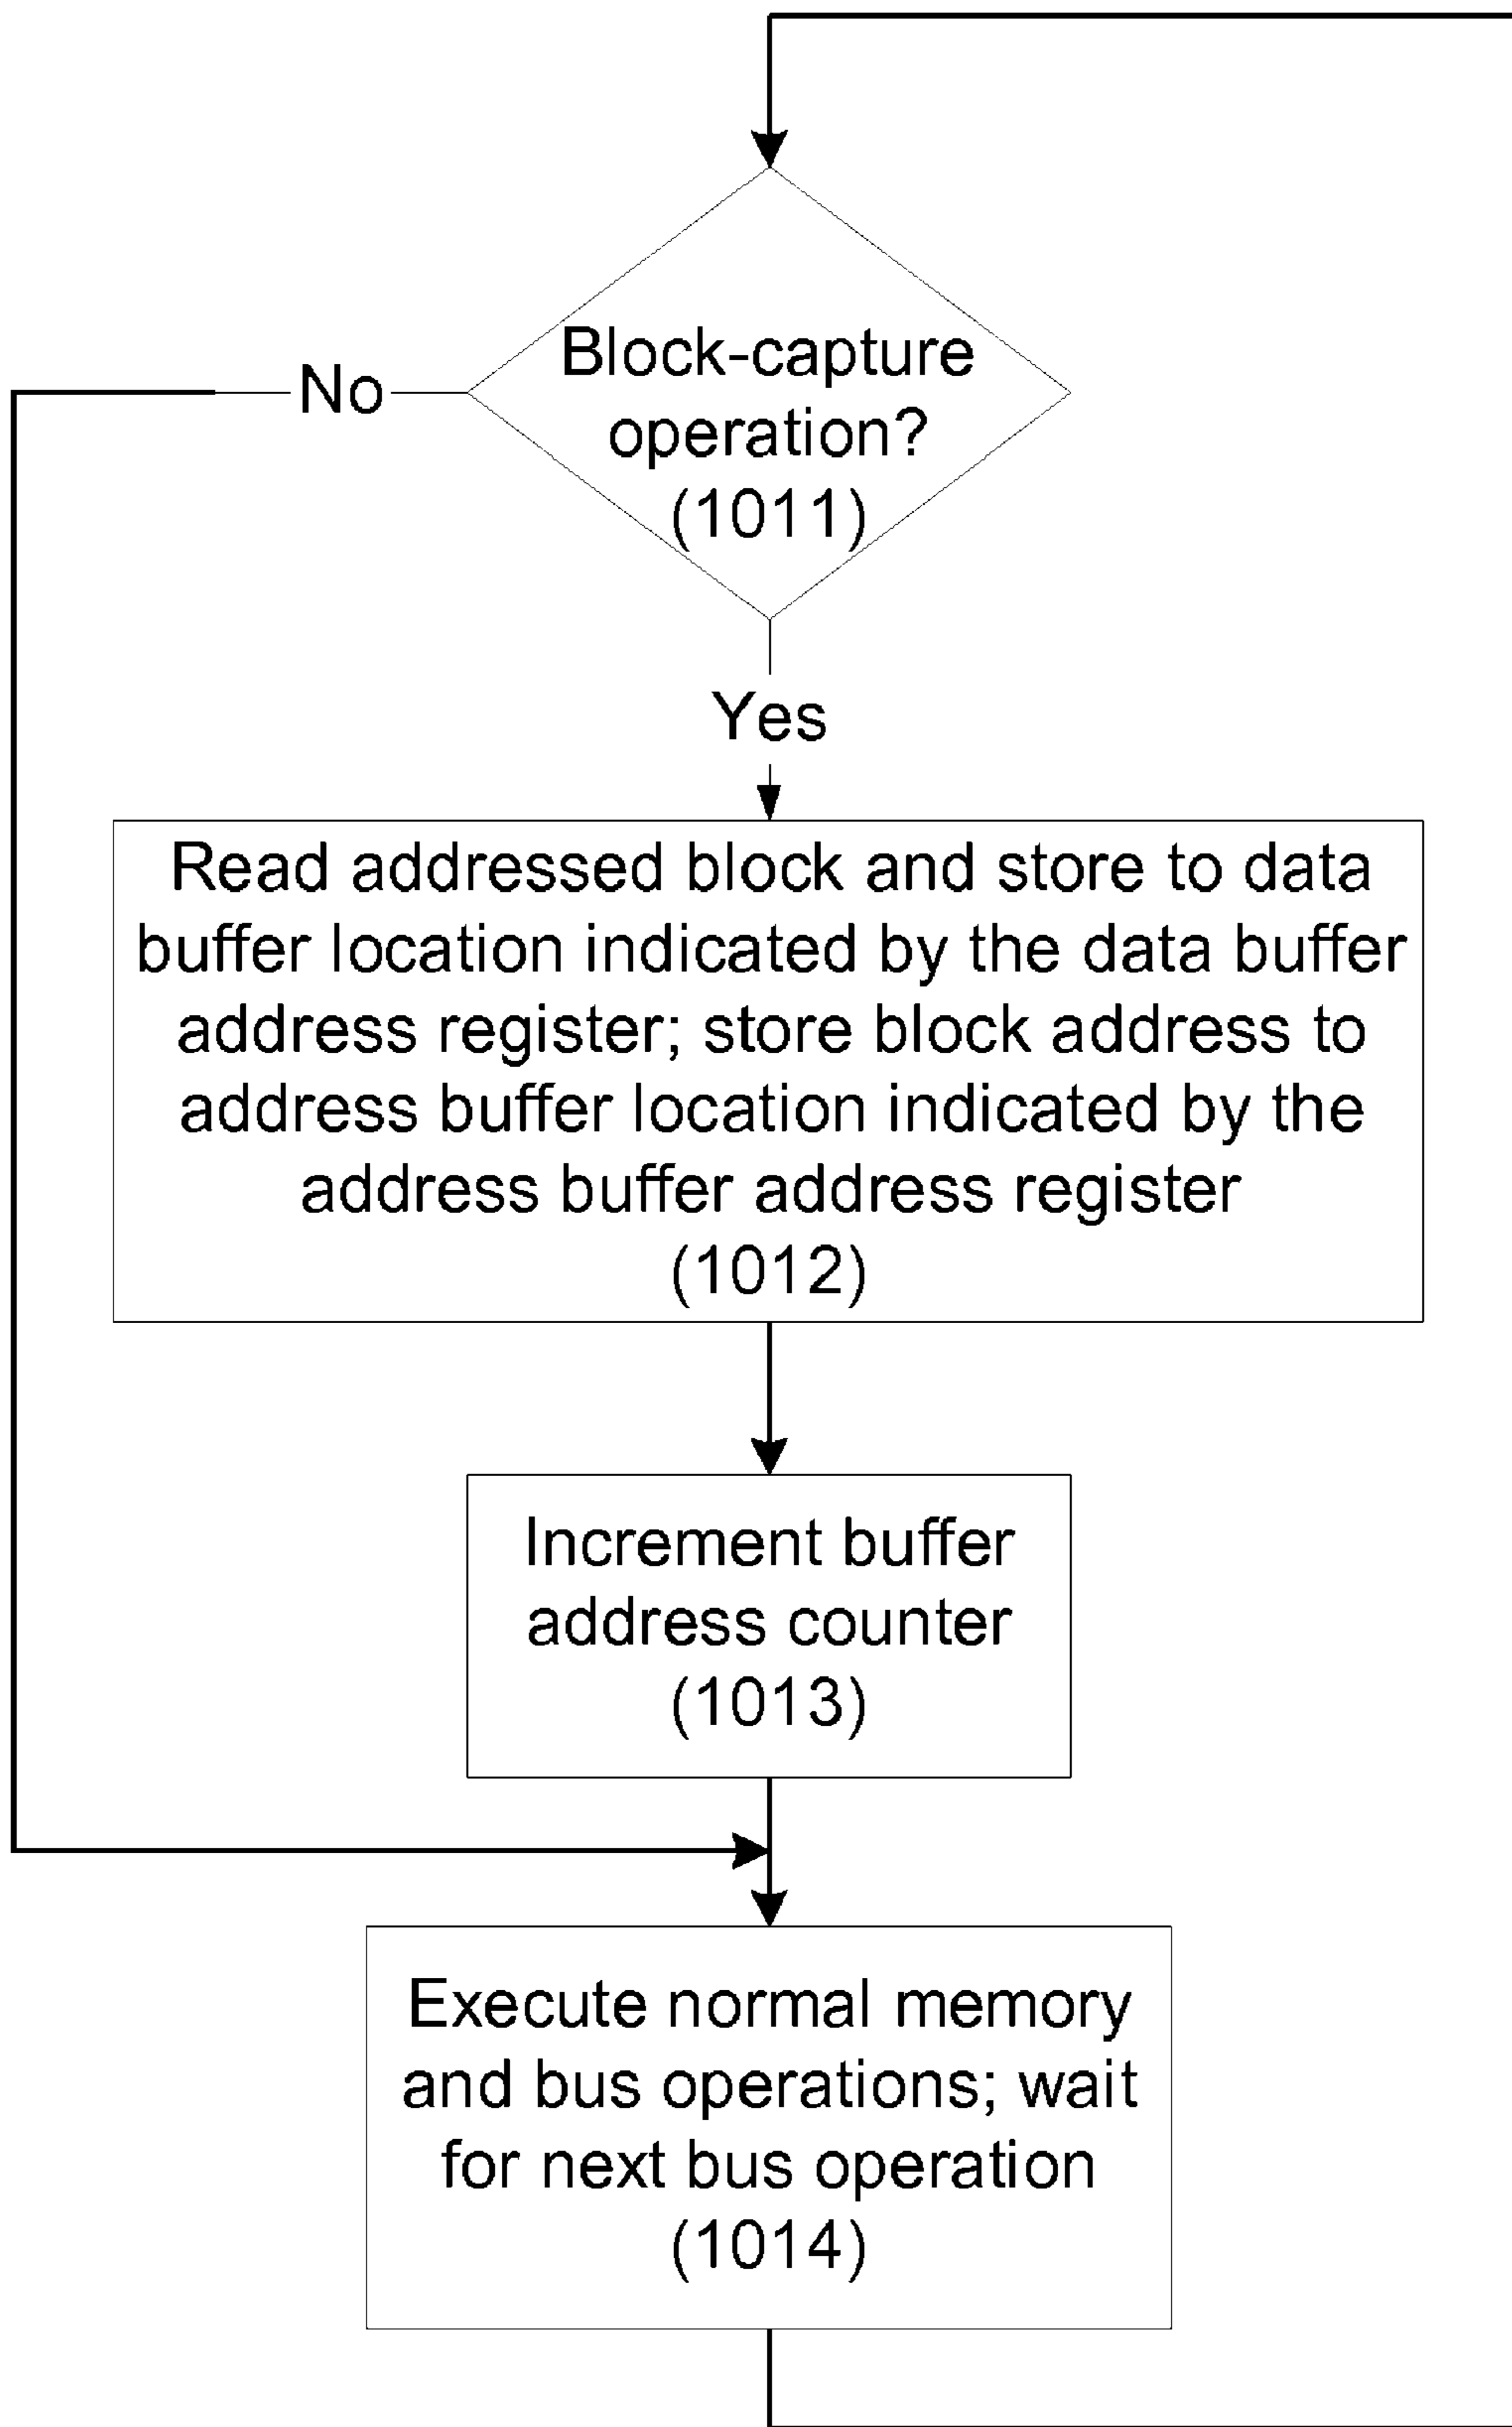 Block-capture
operation?
(1011)
No
Yes
Read addressed block and store to data
buffer location indicated by the data buffer
address register; store block address to
address buffer location indicated by the
address buffer address register
(1012)
Increment buffer
address counter
(1013)
Execute normal memory
and bus operations; wait
for next bus operation
(1014)